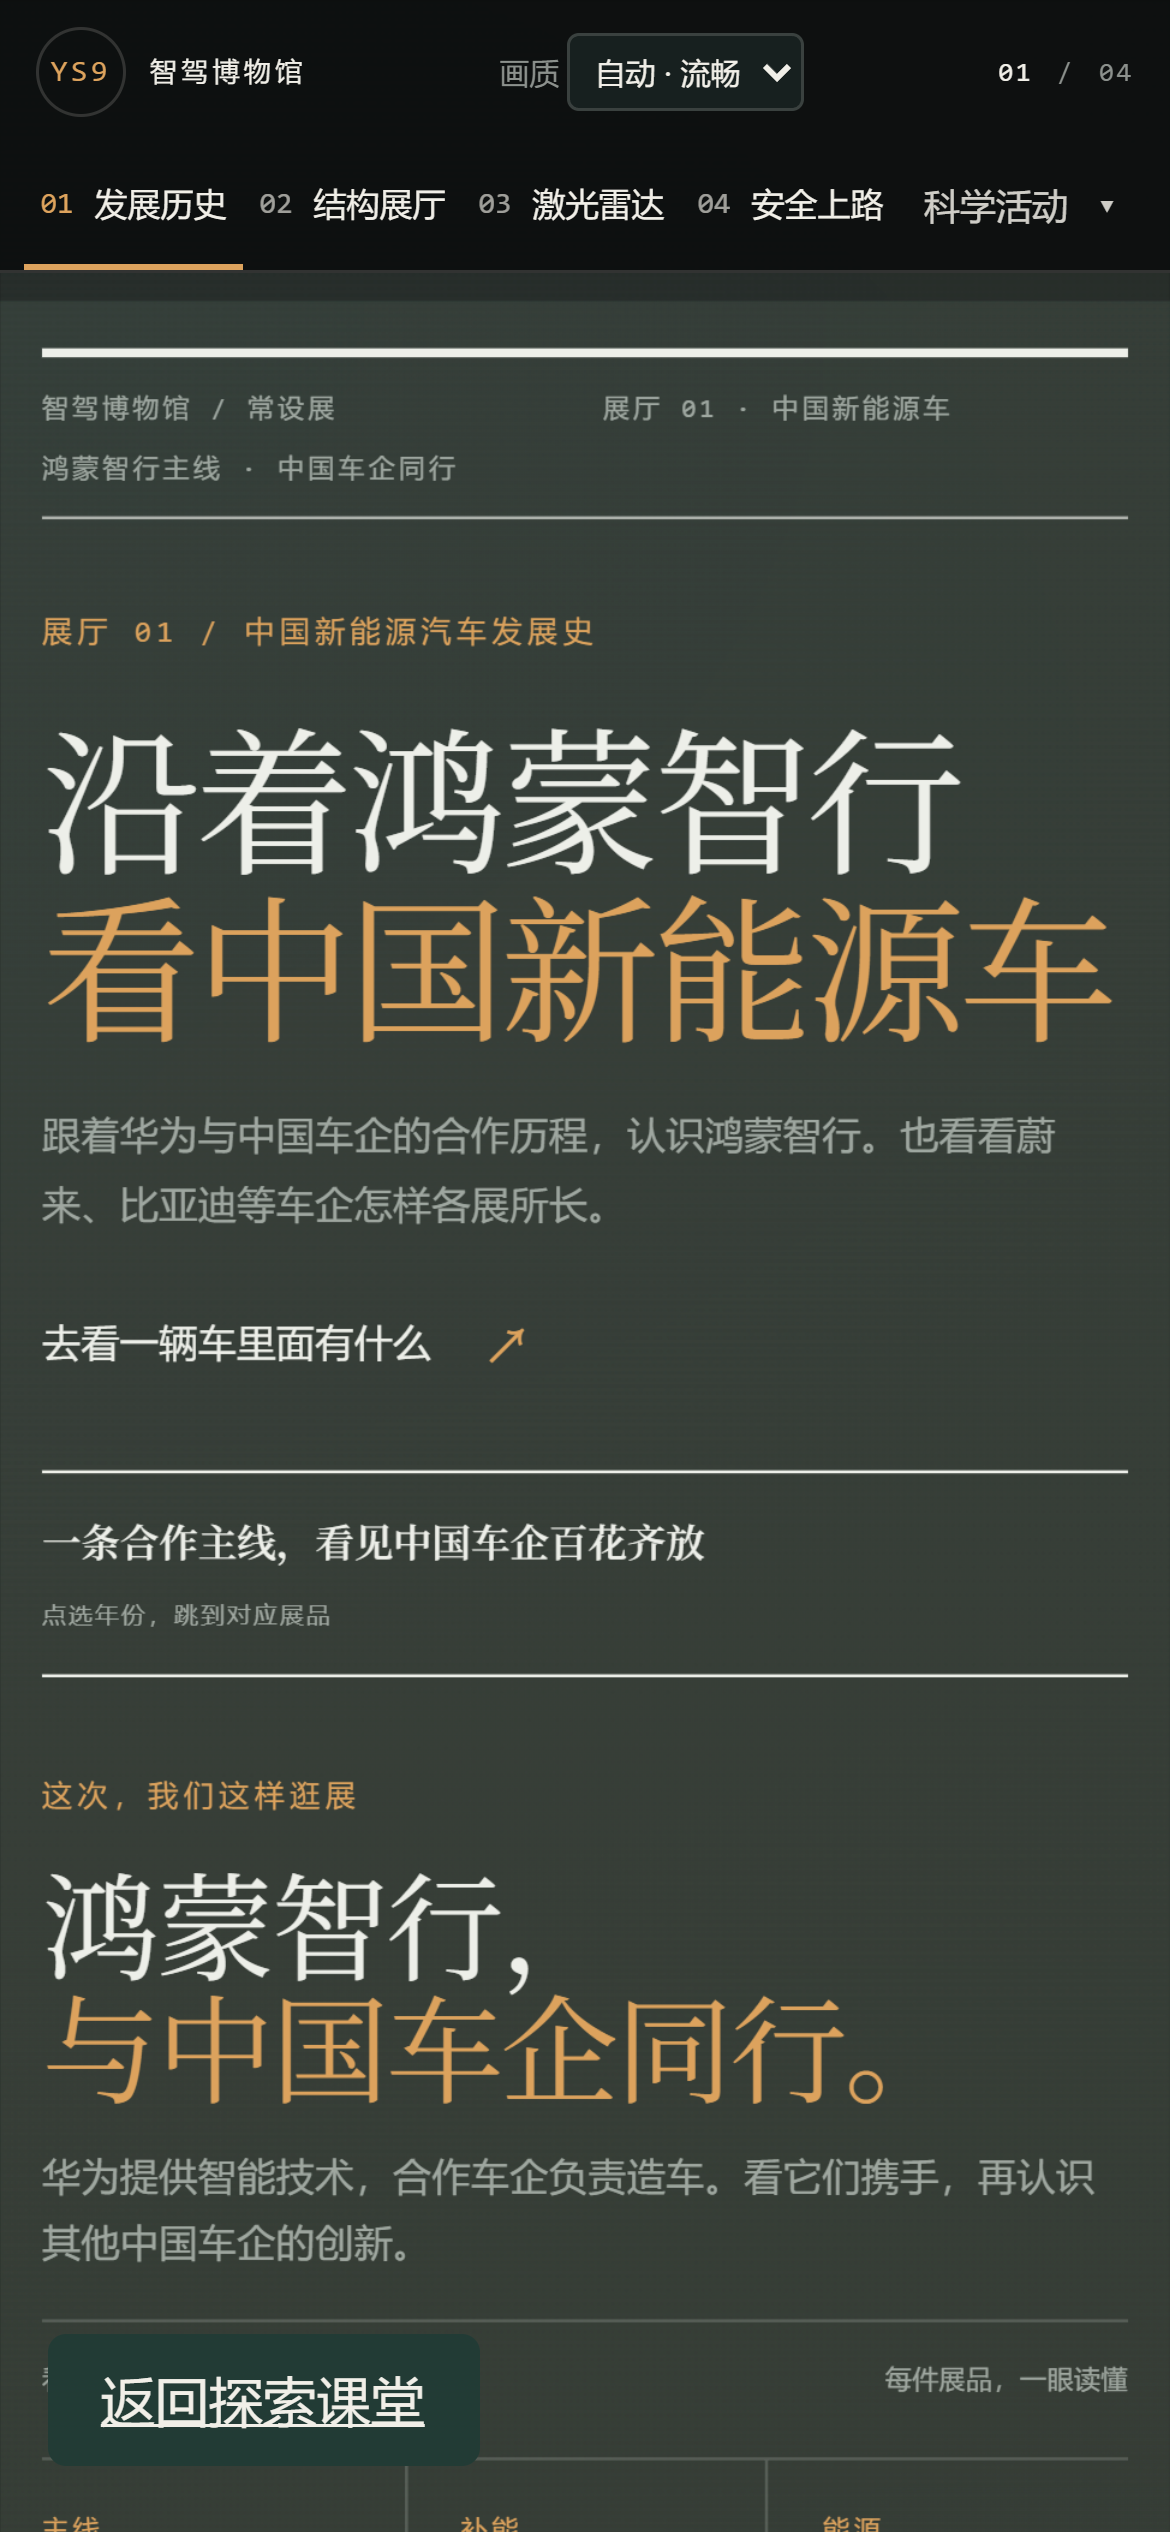 YS9 智驾博物馆 画质 自动 · 流畅 01 / 04
01 发展历史 02 结构展厅 03 激光雷达 04 安全上路 科学活动 ▼
智驾博物馆 / 常设展 展厅 01 · 中国新能源车
鸿蒙智行主线 · 中国车企同行
展厅 01 / 中国新能源汽车发展史
沿着鸿蒙智行
看中国新能源车
跟着华为与中国车企的合作历程，认识鸿蒙智行。也看看蔚
来、比亚迪等车企怎样各展所长。
去看一辆车里面有什么 ↗
一条合作主线，看见中国车企百花齐放
点选年份，跳到对应展品
这次，我们这样逛展
鸿蒙智行，
与中国车企同行。
华为提供智能技术，合作车企负责造车。看它们携手，再认识
其他中国车企的创新。
每件展品，一眼读懂
返回探索课堂
主线 补能 能源